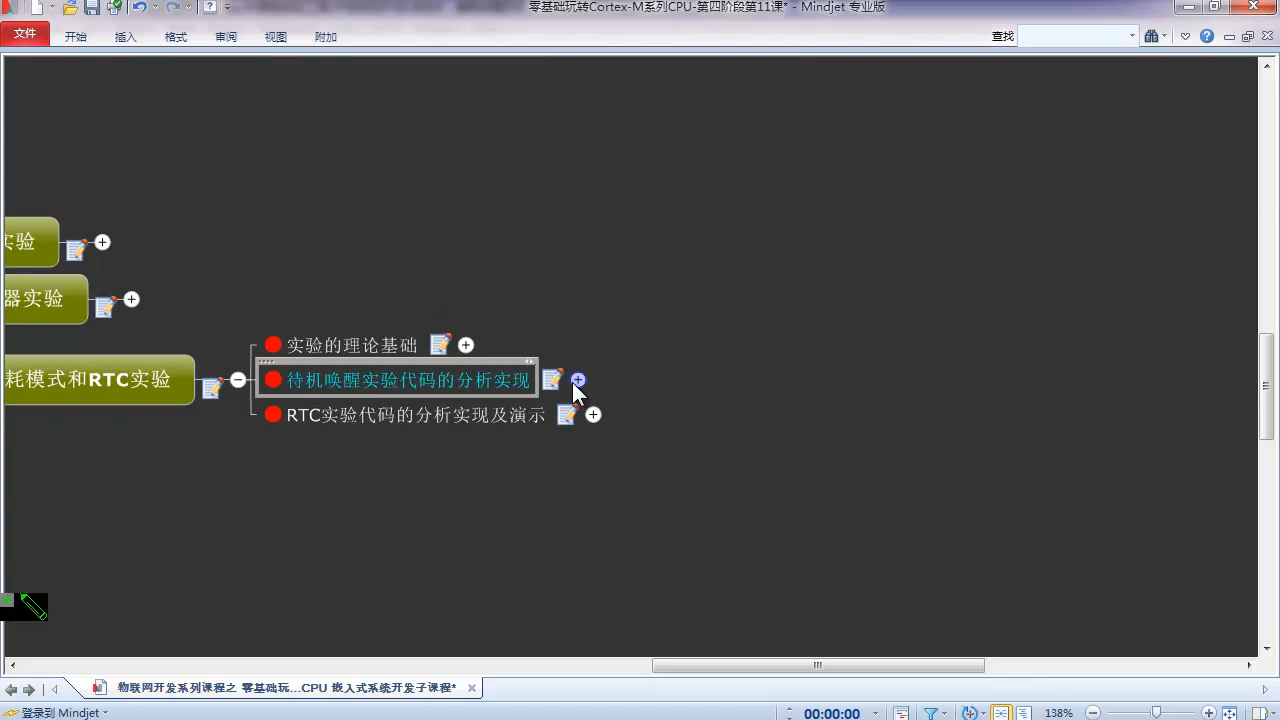 零基础玩转Cortex-M系列CPU-第四阶段第11课* - Mindjet 专业版
文件
开始
插入
格式
审阅
视图
附加
查找
实验
器实验
耗模式和RTC实验
实验的理论基础
待机唤醒实验代码的分析实现
RTC实验代码的分析实现及演示
物联网开发系列课程之 零基础玩...CPU 嵌入式系统开发子课程*
登录到 Mindjet
00:00:00
138%